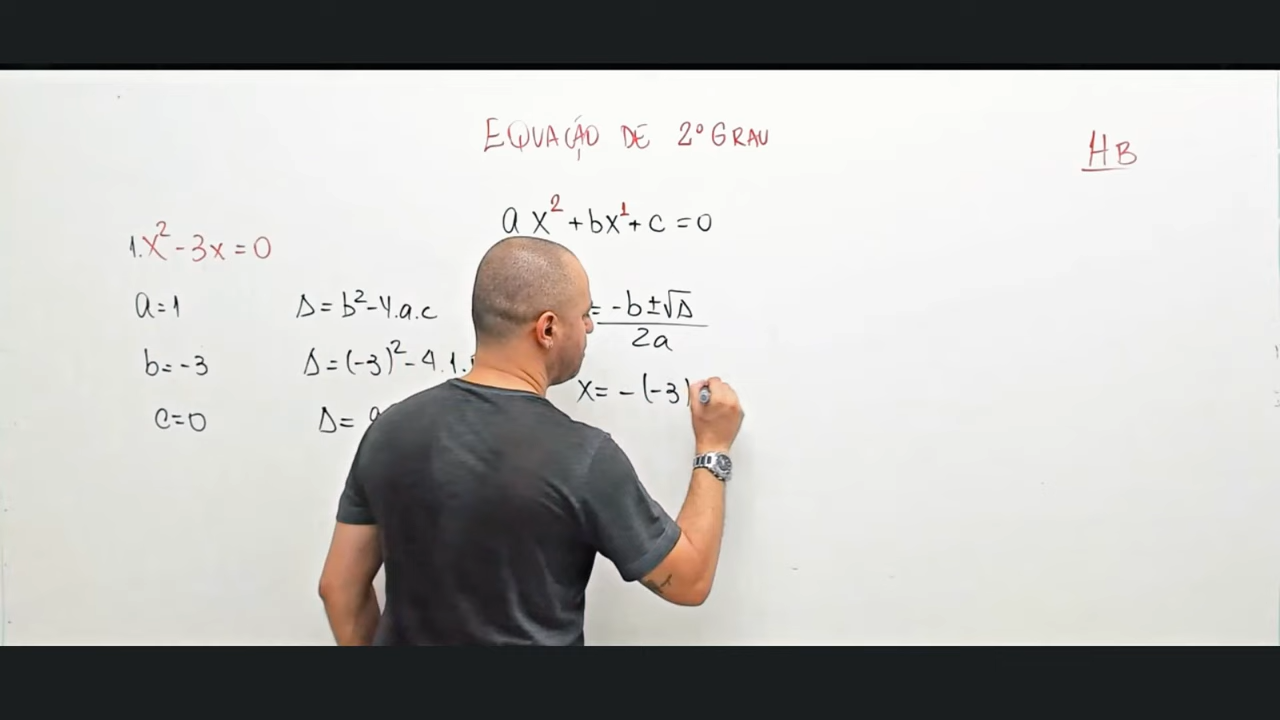 EQUAÇÃO DE 2º GRAU
HB
ax²+bx¹+c=0
1.x²-3x=0
a=1
b=-3
c=0
Δ=b²-4.a.c
Δ=(-3)²-4.1.
Δ=
= -b±√Δ
2a
x= -(-3)